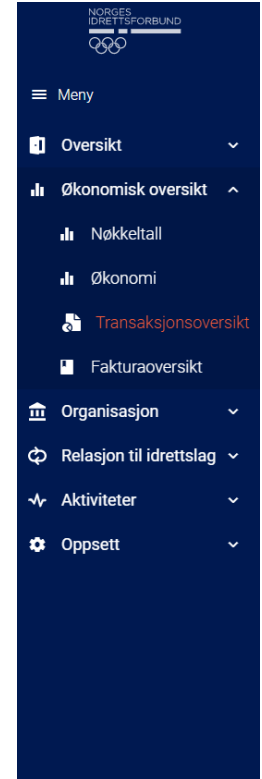 NORGES
IDRETTSFORBUND
Meny
Oversikt
Økonomisk oversikt
Nøkkeltall
Økonomi
Transaksjonsoversikt
Fakturaoversikt
Organisasjon
Relasjon til idrettslag
Aktiviteter
Oppsett